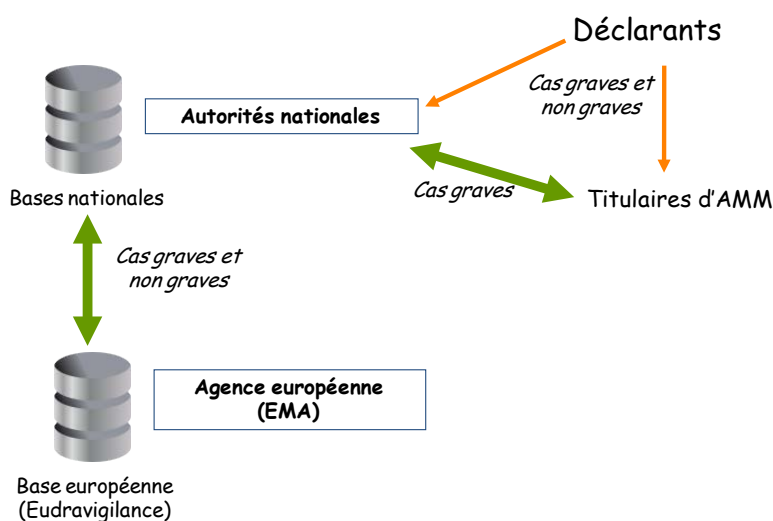 Déclarants
Cas graves et
non graves
Autorités nationales
Cas graves
Bases nationales
Titulaires d'AMM
Cas graves et
non graves
Agence européenne
(EMA)
Base européenne
(Eudravigilance)